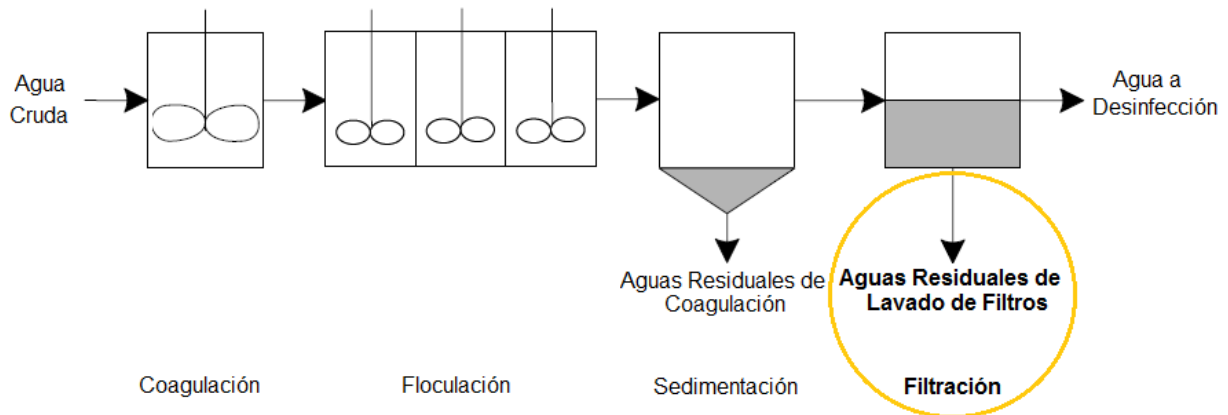 Agua
Cruda
Agua a
Desinfección
Aguas Residuales de
Coagulación
Aguas Residuales de
Lavado de Filtros
Coagulación
Floculación
Sedimentación
Filtración